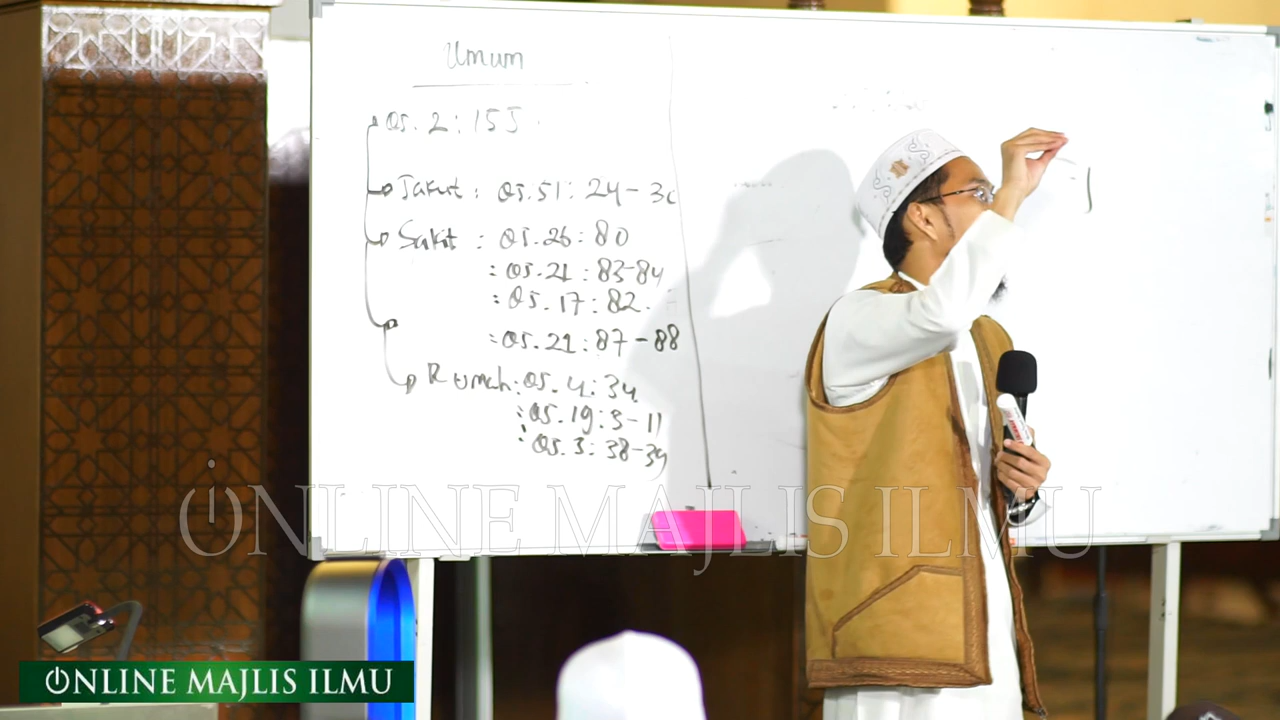 Umum
QS. 2: 155
Takut: QS. 51: 24-30
Sakit: QS. 26: 80
: QS. 21: 83-84
: QS. 17: 82.
: QS. 21: 87-88
Rumah: QS. 4: 34
: QS. 19: 3-11
: QS. 3: 38-39
ONLINE MAJLIS ILMU
ONLINE MAJLIS ILMU